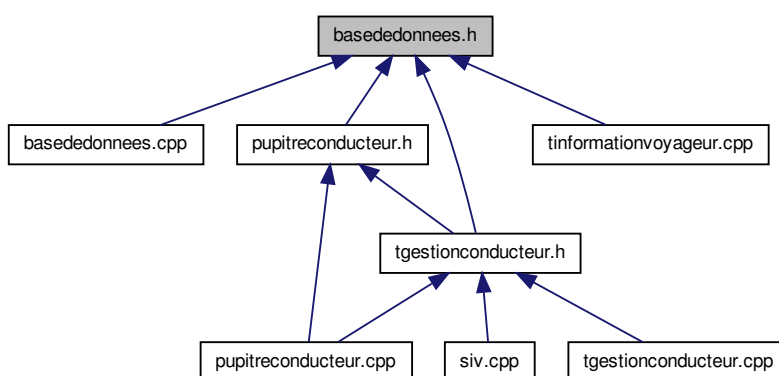 basededonnees.h
basededonnees.cpp
pupitreconducteur.h
tinformationvoyageur.cpp
tgestionconducteur.h
pupitreconducteur.cpp
siv.cpp
tgestionconducteur.cpp